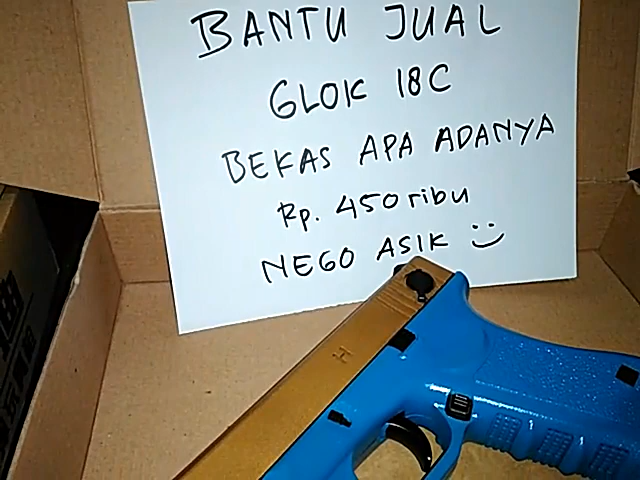 BANTU JUAL
GLOK 18C
BEKAS APA ADANYA
Rp. 450 ribu
NEGO ASIK :)
H